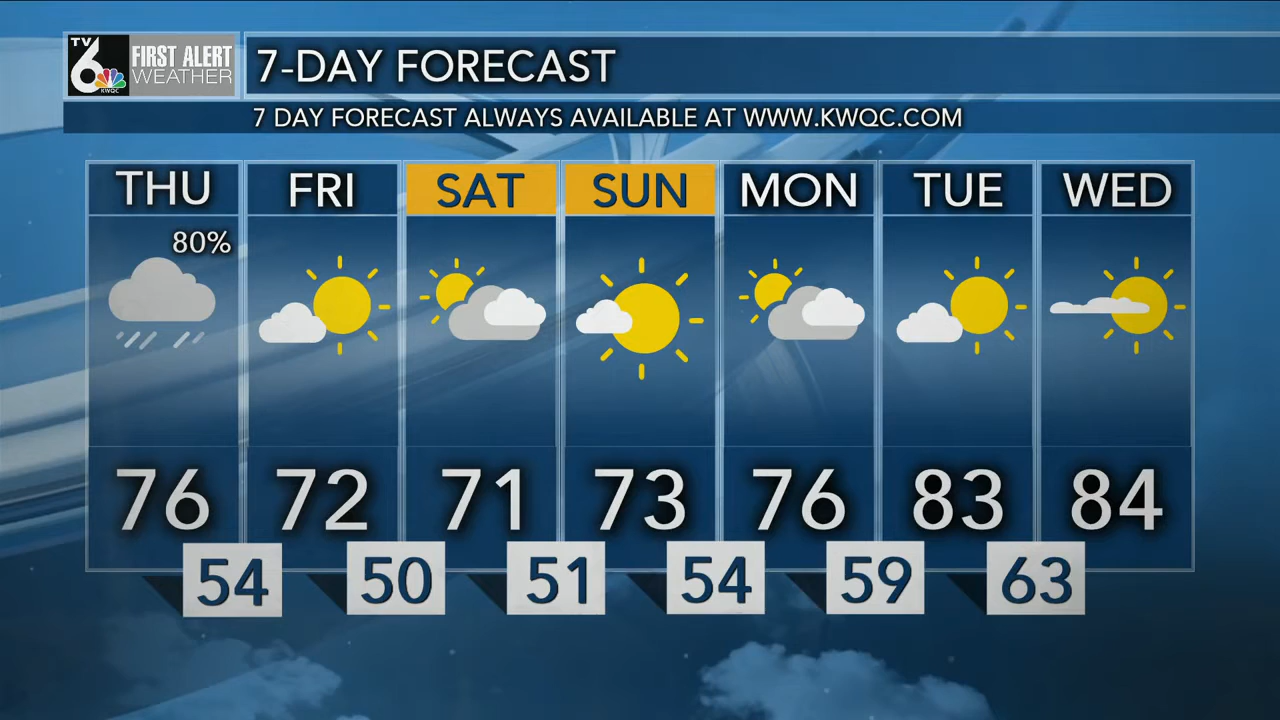 TV
6
KWQC
FIRST ALERT
WEATHER
7-DAY FORECAST
7 DAY FORECAST ALWAYS AVAILABLE AT WWW.KWQC.COM
THU FRI SAT SUN MON TUE WED
80%
76 72 71 73 76 83 84
54 50 51 54 59 63